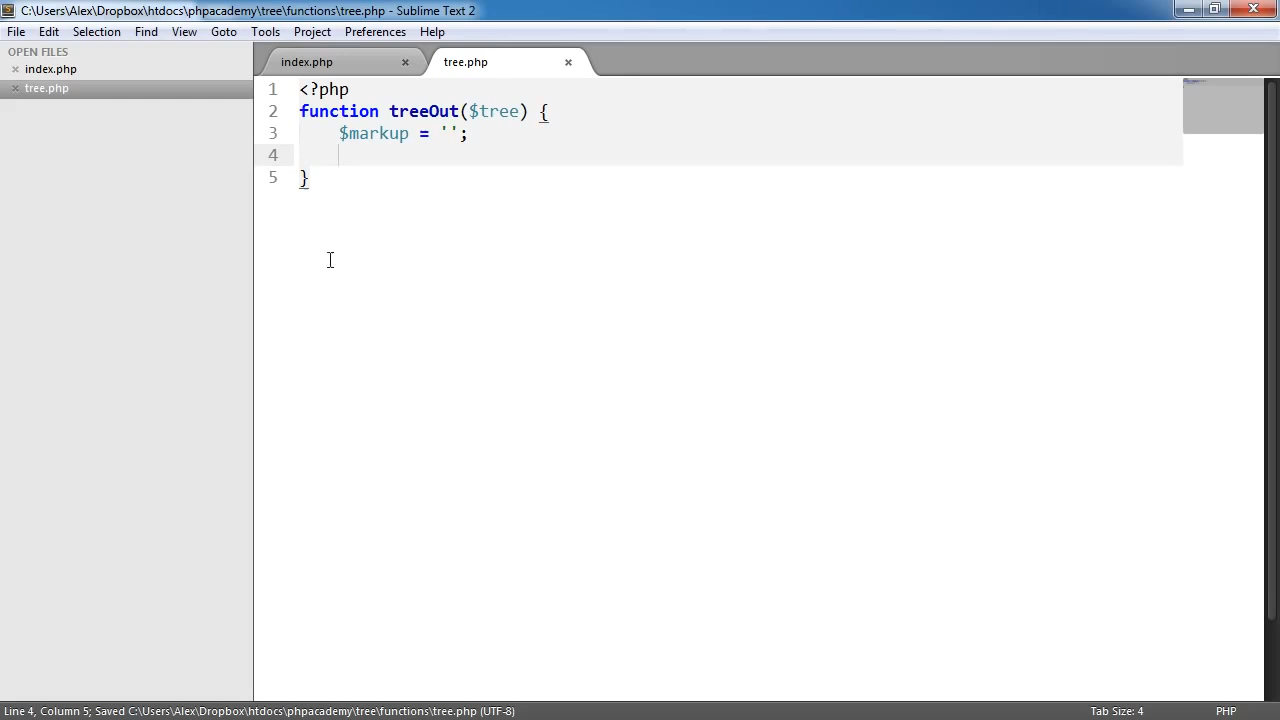 C:\Users\Alex\Dropbox\htdocs\phpacademy\tree\functions\tree.php - Sublime Text 2
File Edit Selection Find View Goto Tools Project Preferences Help
OPEN FILES
index.php
tree.php
index.php tree.php
1 <?php
2 function treeOut($tree) {
3 $markup = '';
4
5 }
Line 4, Column 5; Saved C:\Users\Alex\Dropbox\htdocs\phpacademy\tree\functions\tree.php (UTF-8) Tab Size: 4 PHP